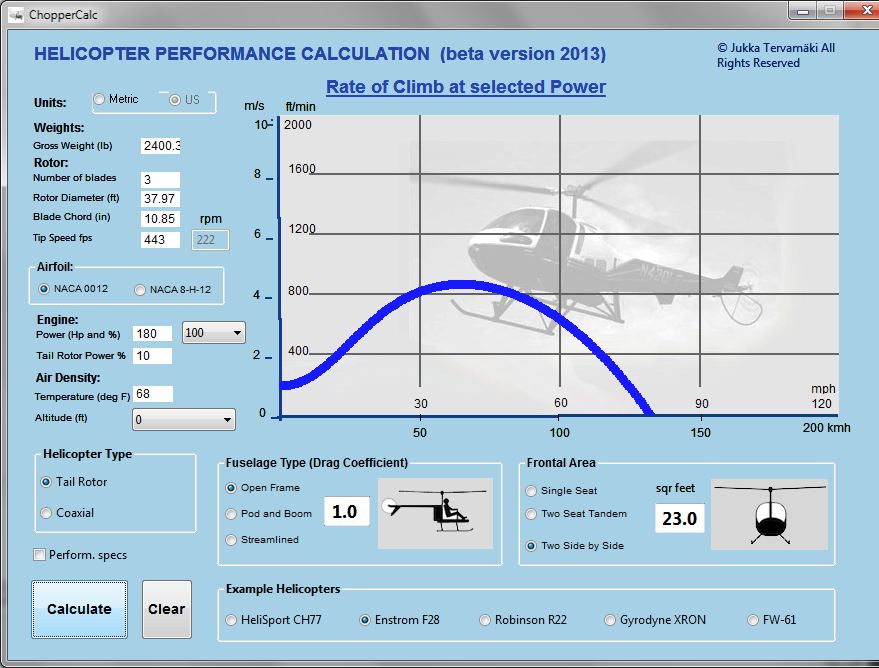 ChopperCalc
HELICOPTER PERFORMANCE CALCULATION (beta version 2013)
© Jukka Tervamäki All
Rights Reserved
Rate of Climb at selected Power
Units:
Metric
US
m/s
ft/min
10
2000
8
1600
6
1200
4
800
2
400
0
mph
30
60
90
120
50
100
150
200 kmh
Weights:
Gross Weight (lb)
2400.3
Rotor:
Number of blades
3
Rotor Diameter (ft)
37.97
Blade Chord (in)
10.85
rpm
Tip Speed fps
443
222
Airfoil:
NACA 0012
NACA 8-H-12
Engine:
Power (Hp and %)
180
100
Tail Rotor Power %
10
Air Density:
Temperature (deg F)
68
Altitude (ft)
0
Helicopter Type
Tail Rotor
Coaxial
Perform. specs
Calculate
Clear
Fuselage Type (Drag Coefficient)
Open Frame
Pod and Boom
Streamlined
1.0
Frontal Area
Single Seat
Two Seat Tandem
Two Side by Side
sqr feet
23.0
Example Helicopters
HeliSport CH77
Enstrom F28
Robinson R22
Gyrodyne XRON
FW-61